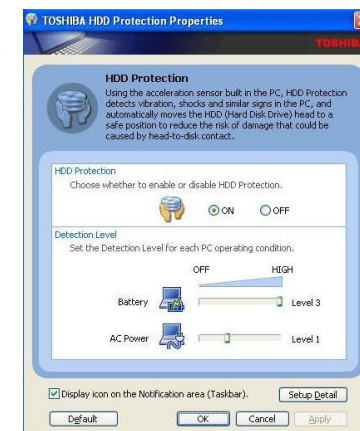 TOSHIBA HDD Protection Properties
TOSHIBA
HDD Protection
Using the acceleration sensor built in the PC, HDD Protection
detects vibration, shocks and similar signs in the PC, and
automatically moves the HDD (Hard Disk Drive) head to a
safe position to reduce the risk of damage that could be
caused by head-to-disk contact.
HDD Protection
Choose whether to enable or disable HDD Protection.
ON OFF
Detection Level
Set the Detection Level for each PC operating condition.
OFF HIGH
Battery Level 3
AC Power Level 1
Display icon on the Notification area (Taskbar). Setup Detail
Default OK Cancel Apply